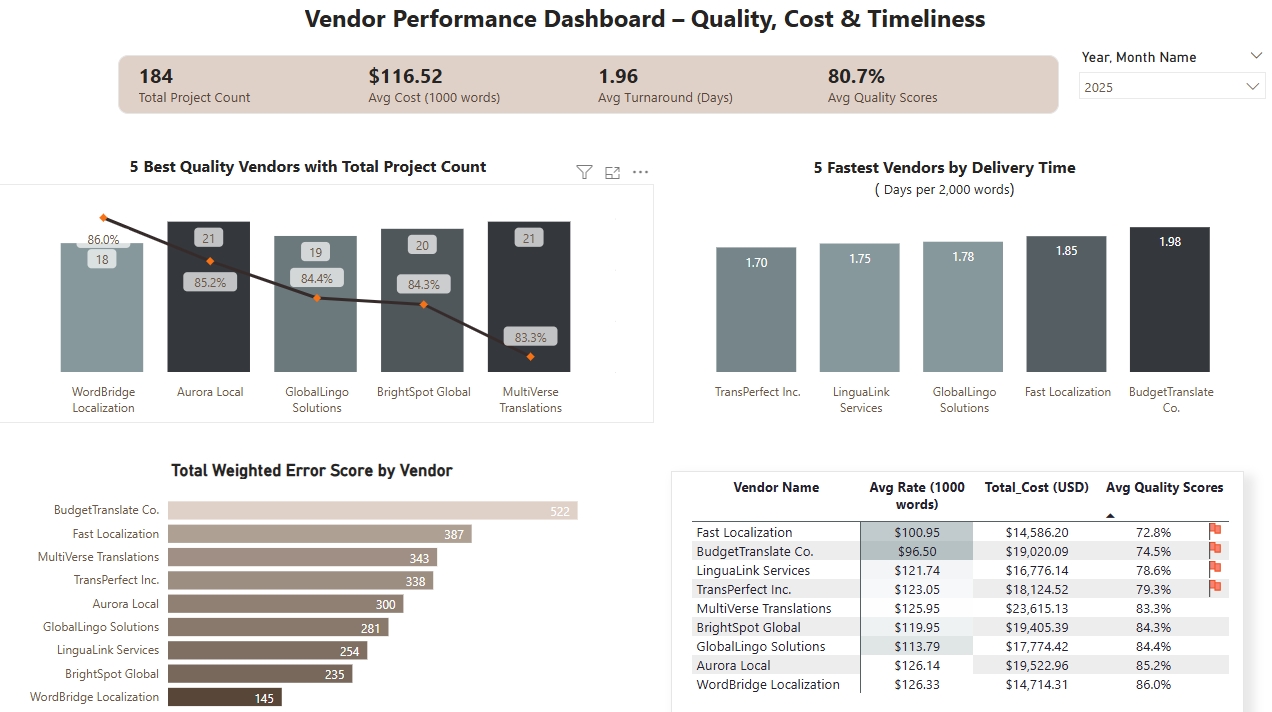 Vendor Performance Dashboard – Quality, Cost & Timeliness
184
Total Project Count
$116.52
Avg Cost (1000 words)
1.96
Avg Turnaround (Days)
80.7%
Avg Quality Scores
Year, Month Name
2025
5 Best Quality Vendors with Total Project Count
86.0%
18
21
85.2%
19
84.4%
20
84.3%
21
83.3%
WordBridge
Localization
Aurora Local
GlobalLingo
Solutions
BrightSpot Global
MultiVerse
Translations
5 Fastest Vendors by Delivery Time
( Days per 2,000 words)
1.70
1.75
1.78
1.85
1.98
TransPerfect Inc.
LinguaLink
Services
GlobalLingo
Solutions
Fast Localization
BudgetTranslate
Co.
Total Weighted Error Score by Vendor
BudgetTranslate Co. 522
Fast Localization 387
MultiVerse Translations 343
TransPerfect Inc. 338
Aurora Local 300
GlobalLingo Solutions 281
LinguaLink Services 254
BrightSpot Global 235
WordBridge Localization 145
Vendor Name
Avg Rate (1000
words)
Total_Cost (USD)
Avg Quality Scores
Fast Localization $100.95 $14,586.20 72.8%
BudgetTranslate Co. $96.50 $19,020.09 74.5%
LinguaLink Services $121.74 $16,776.14 78.6%
TransPerfect Inc. $123.05 $18,124.52 79.3%
MultiVerse Translations $125.95 $23,615.13 83.3%
BrightSpot Global $119.95 $19,405.39 84.3%
GlobalLingo Solutions $113.79 $17,774.42 84.4%
Aurora Local $126.14 $19,522.96 85.2%
WordBridge Localization $126.33 $14,714.31 86.0%